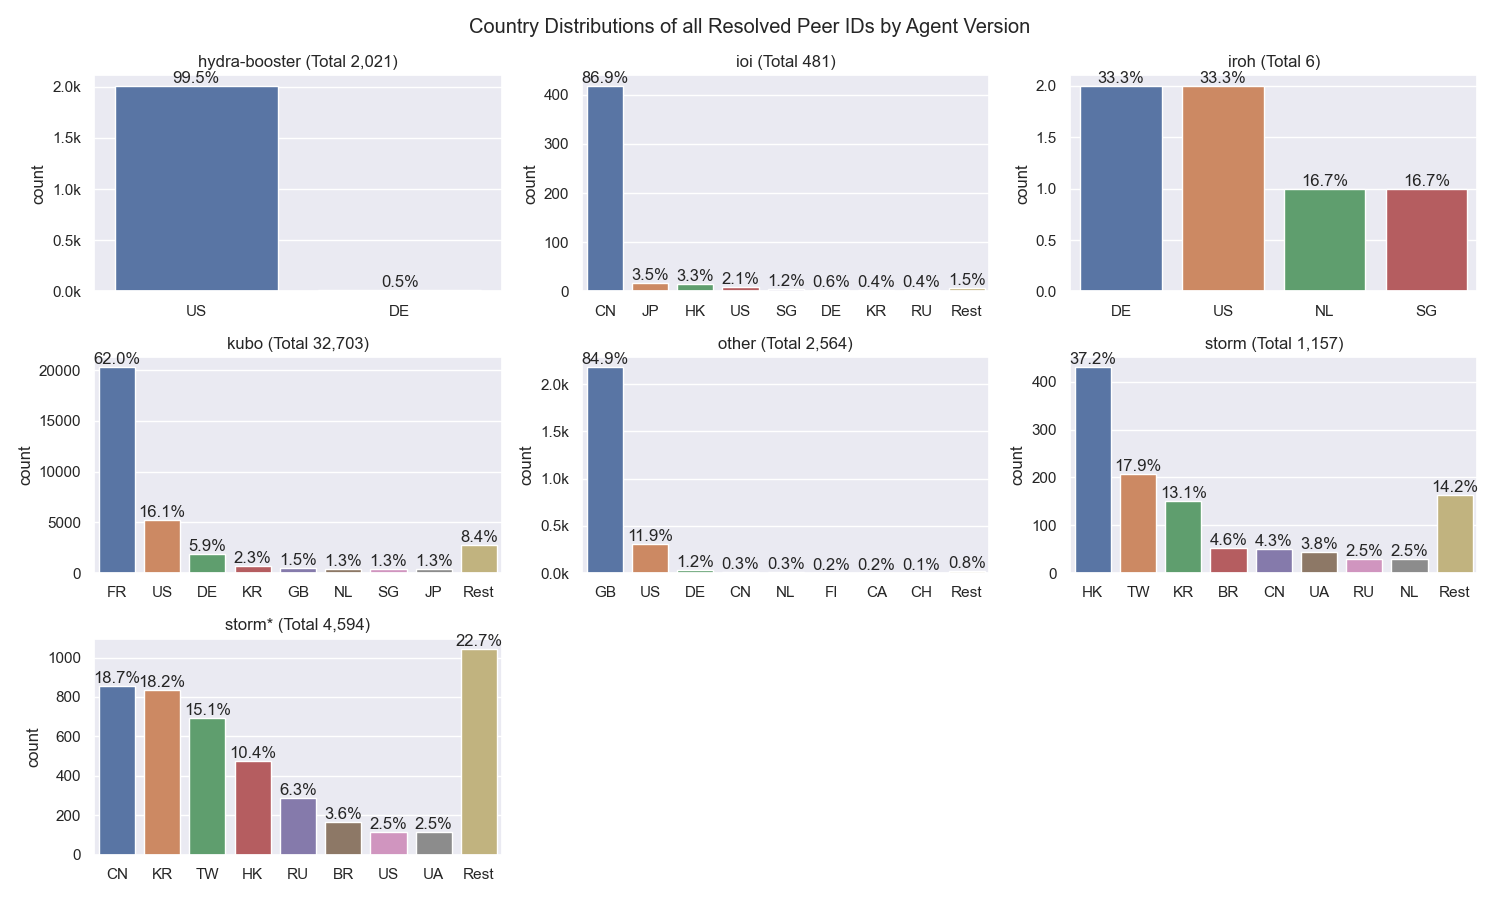 Country Distributions of all Resolved Peer IDs by Agent Version
hydra-booster (Total 2,021)
count
2.0k
1.5k
1.0k
0.5k
0.0k
99.5%
0.5%
US DE
ioi (Total 481)
count
400
300
200
100
0
86.9%
3.5% 3.3% 2.1% 1.2% 0.6% 0.4% 0.4% 1.5%
CN JP HK US SG DE KR RU Rest
iroh (Total 6)
count
2.0
1.5
1.0
0.5
0.0
33.3% 33.3%
16.7% 16.7%
DE US NL SG
kubo (Total 32,703)
count
20000
15000
10000
5000
0
62.0%
16.1%
5.9%
2.3% 1.5% 1.3% 1.3% 1.3%
8.4%
FR US DE KR GB NL SG JP Rest
other (Total 2,564)
count
2.0k
1.5k
1.0k
0.5k
0.0k
84.9%
11.9%
1.2% 0.3% 0.3% 0.2% 0.2% 0.1% 0.8%
GB US DE CN NL FI CA CH Rest
storm (Total 1,157)
count
400
300
200
100
0
37.2%
17.9%
13.1%
4.6% 4.3% 3.8% 2.5% 2.5%
14.2%
HK TW KR BR CN UA RU NL Rest
storm* (Total 4,594)
count
1000
800
600
400
200
0
18.7% 18.2%
15.1%
10.4%
6.3%
3.6%
2.5% 2.5%
22.7%
CN KR TW HK RU BR US UA Rest